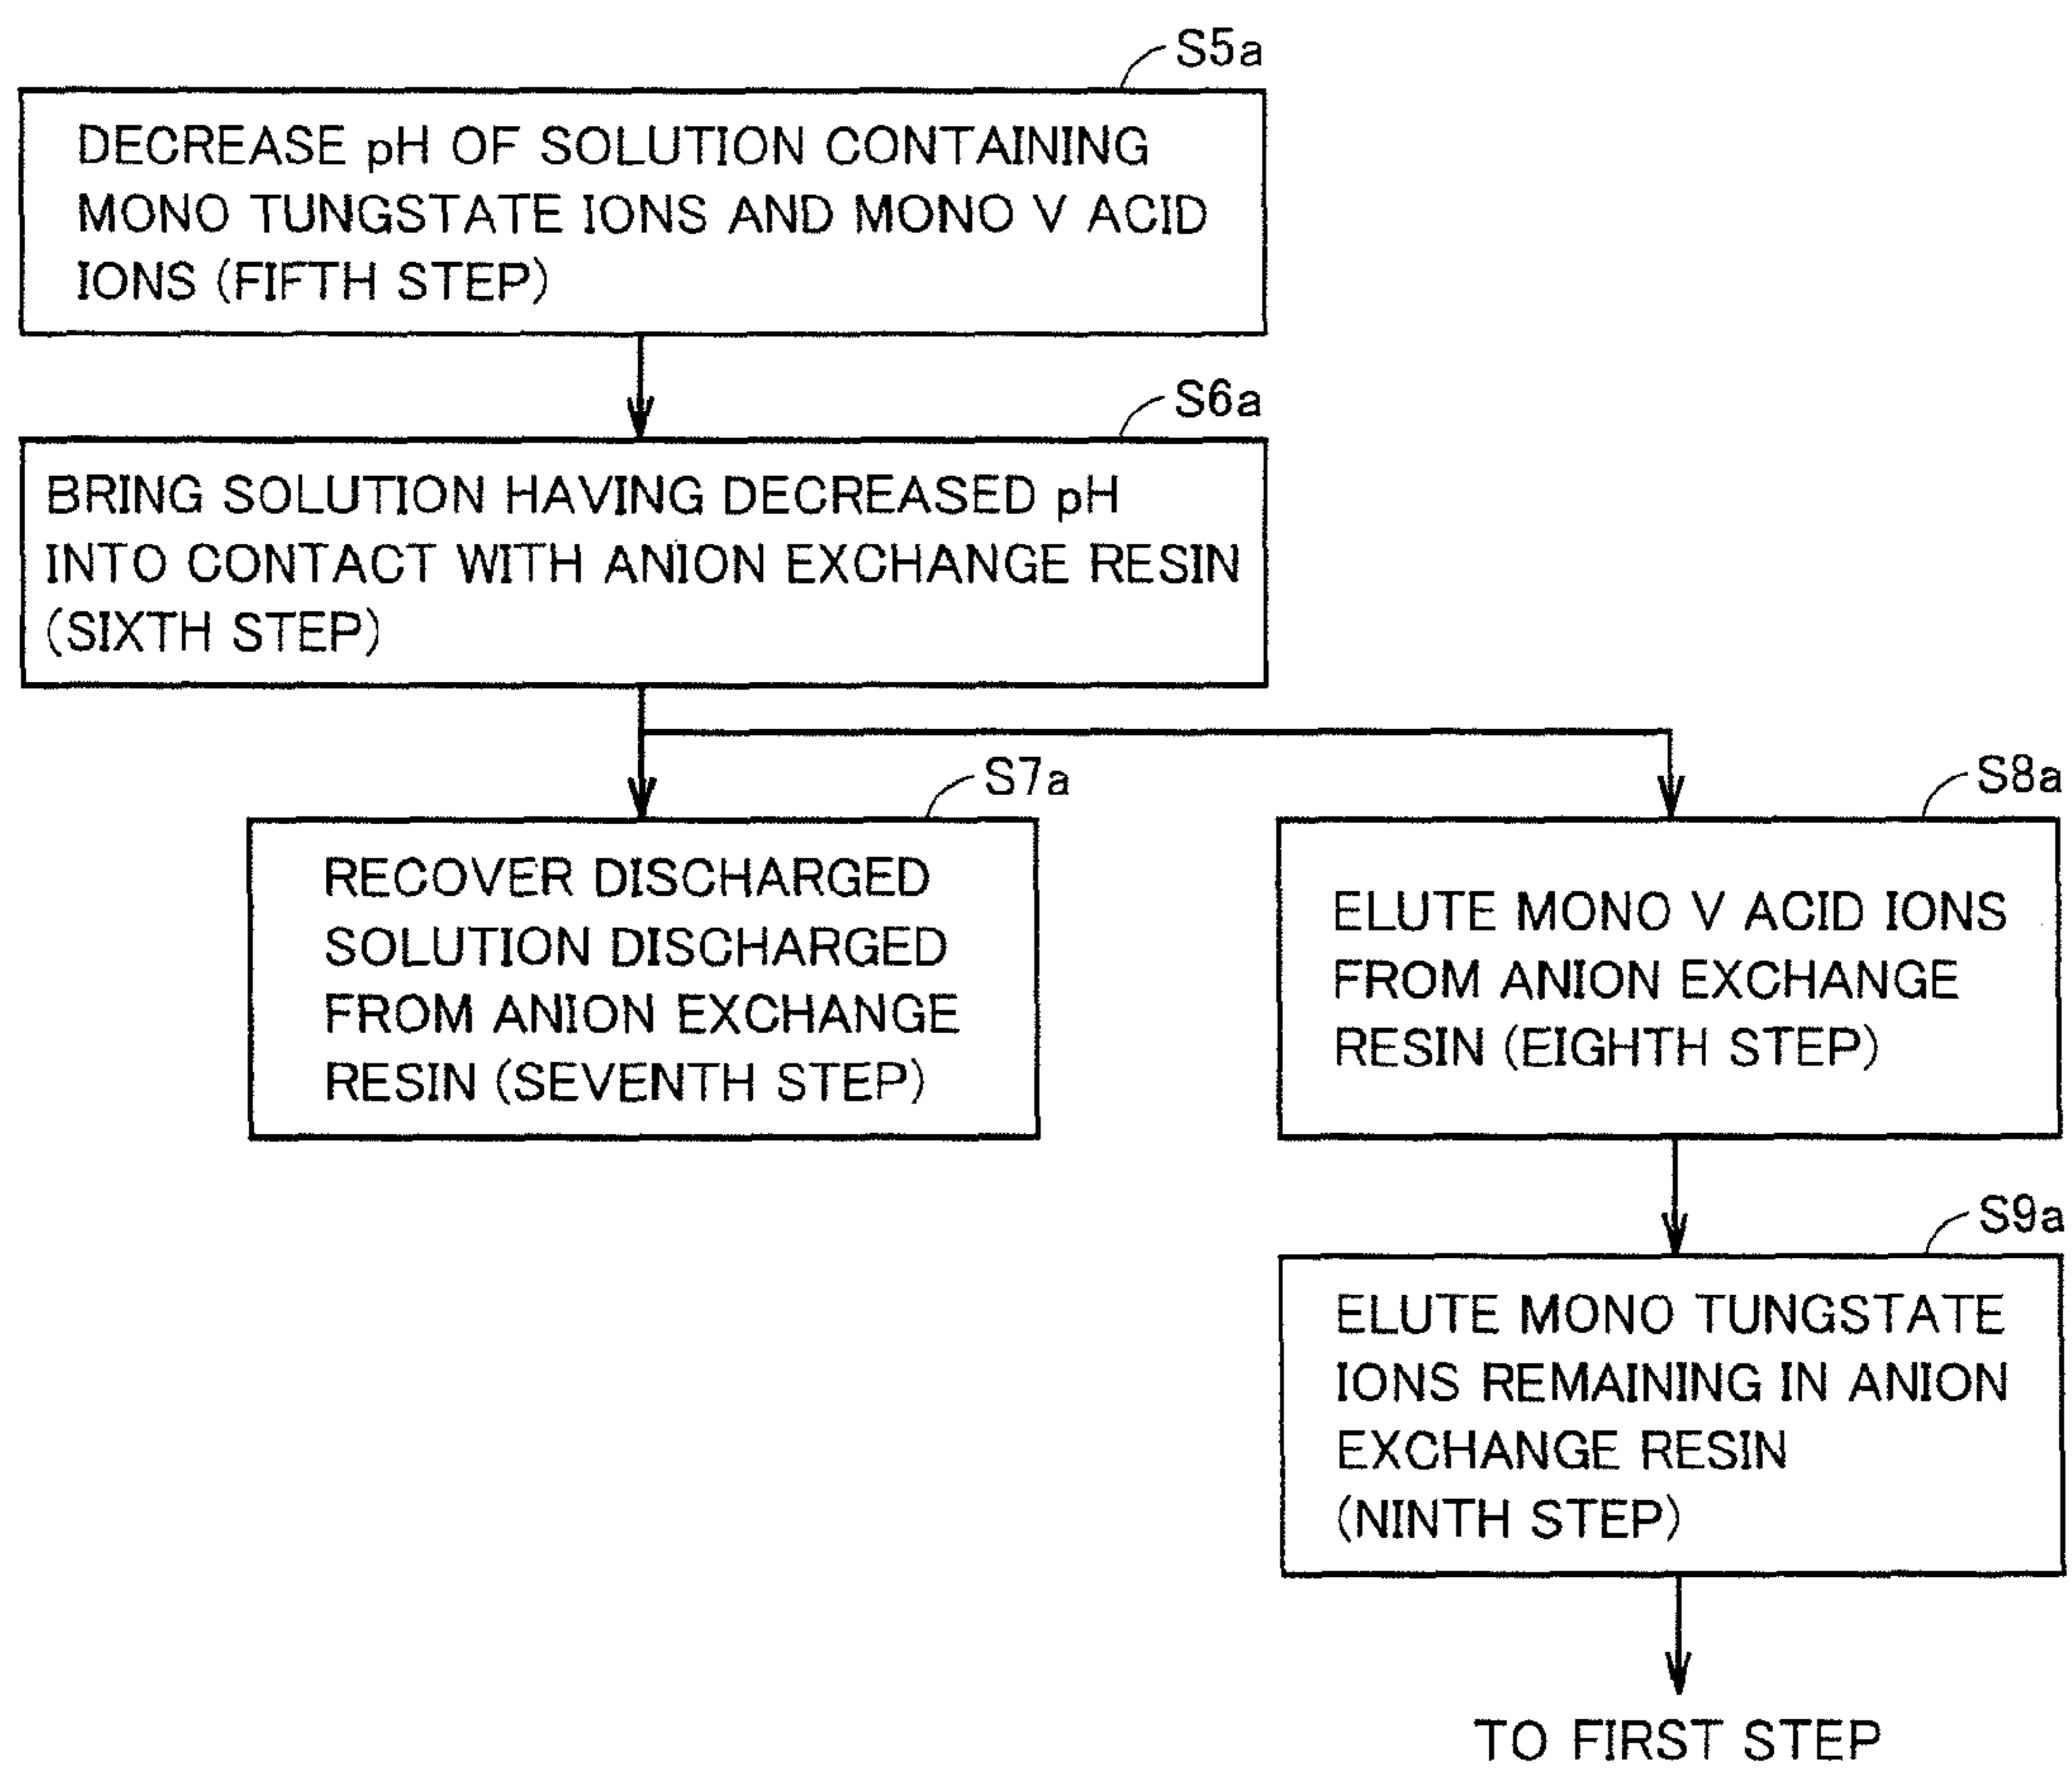 S5a
DECREASE pH OF SOLUTION CONTAINING
MONO TUNGSTATE IONS AND MONO V ACID
IONS (FIFTH STEP)
S6a
BRING SOLUTION HAVING DECREASED pH
INTO CONTACT WITH ANION EXCHANGE RESIN
(SIXTH STEP)
S7a
RECOVER DISCHARGED
SOLUTION DISCHARGED
FROM ANION EXCHANGE
RESIN (SEVENTH STEP)
S8a
ELUTE MONO V ACID IONS
FROM ANION EXCHANGE
RESIN (EIGHTH STEP)
S9a
ELUTE MONO TUNGSTATE
IONS REMAINING IN ANION
EXCHANGE RESIN
(NINTH STEP)
TO FIRST STEP